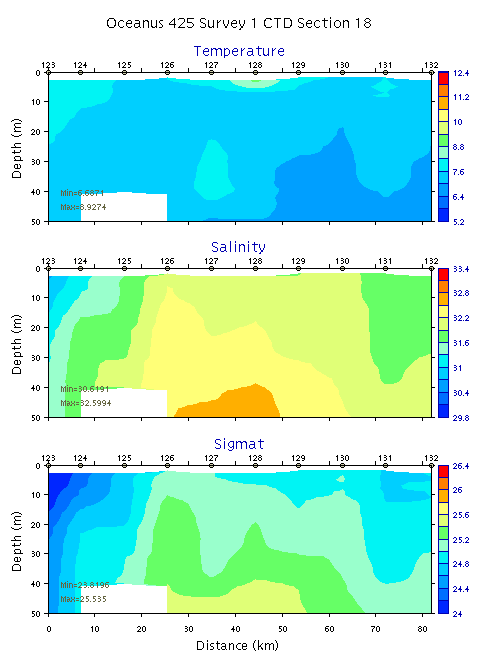 Oceanus 425 Survey 1 CTD Section 18
Temperature
123 124 125 126 127 128 129 130 131 132
0
10
20
30
40
50
Depth (m)
Min=6.6871
Max=8.9274
12.4
11.2
10
8.8
7.6
6.4
5.2
Salinity
123 124 125 126 127 128 129 130 131 132
0
10
20
30
40
50
Depth (m)
Min=30.6191
Max=32.5994
33.4
32.8
32.2
31.6
31
30.4
29.8
Sigmat
123 124 125 126 127 128 129 130 131 132
0
10
20
30
40
50
Depth (m)
Min=23.8196
Max=25.535
26.4
26
25.6
25.2
24.8
24.4
24
0 10 20 30 40 50 60 70 80
Distance (km)